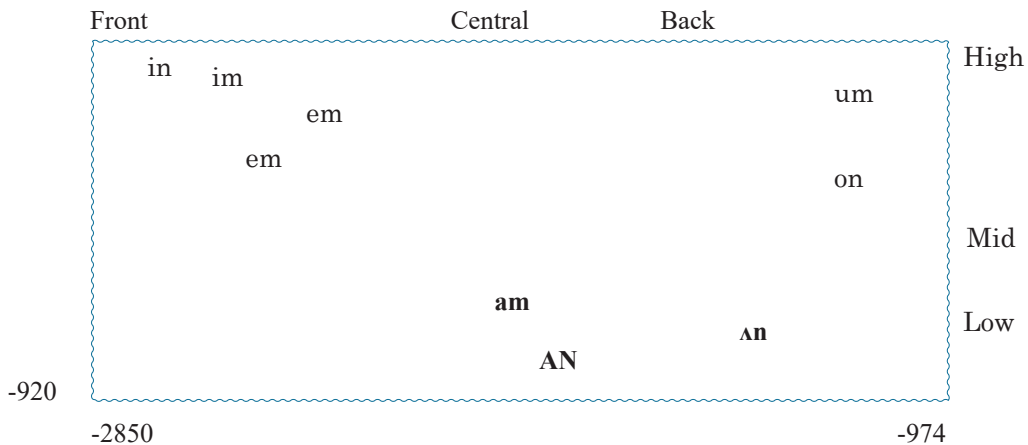 Front Central Back
High
in
im
um
em
em
on
Mid
am
Low
ʌn
AN
-920
-2850 -974